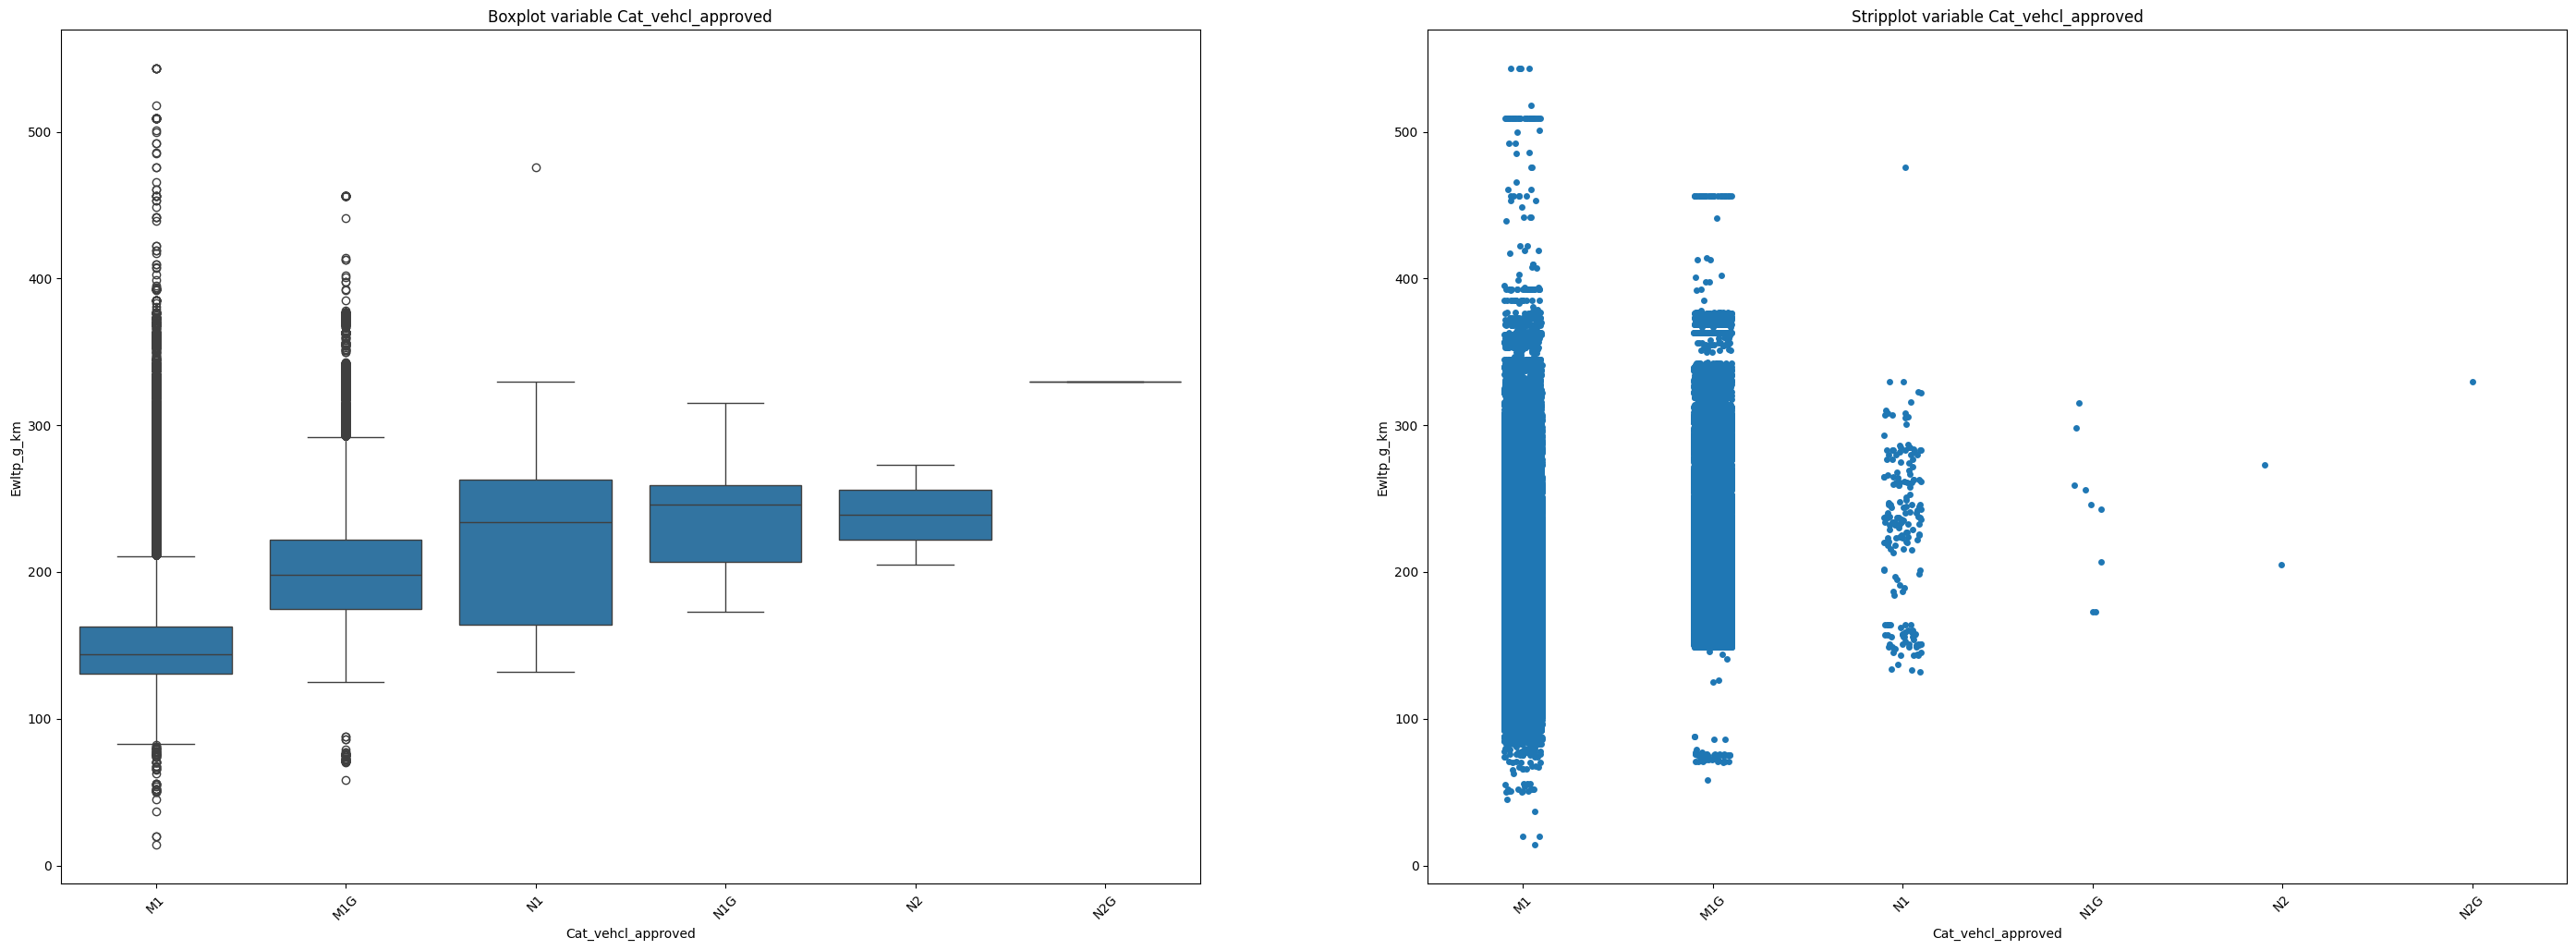 Boxplot variable Cat_vehcl_approved
Ewltp_g_km
500
400
300
200
100
0
M1
M1G
N1
N1G
N2
N2G
Cat_vehcl_approved
Stripplot variable Cat_vehcl_approved
Ewltp_g_km
500
400
300
200
100
0
M1
M1G
N1
N1G
N2
N2G
Cat_vehcl_approved